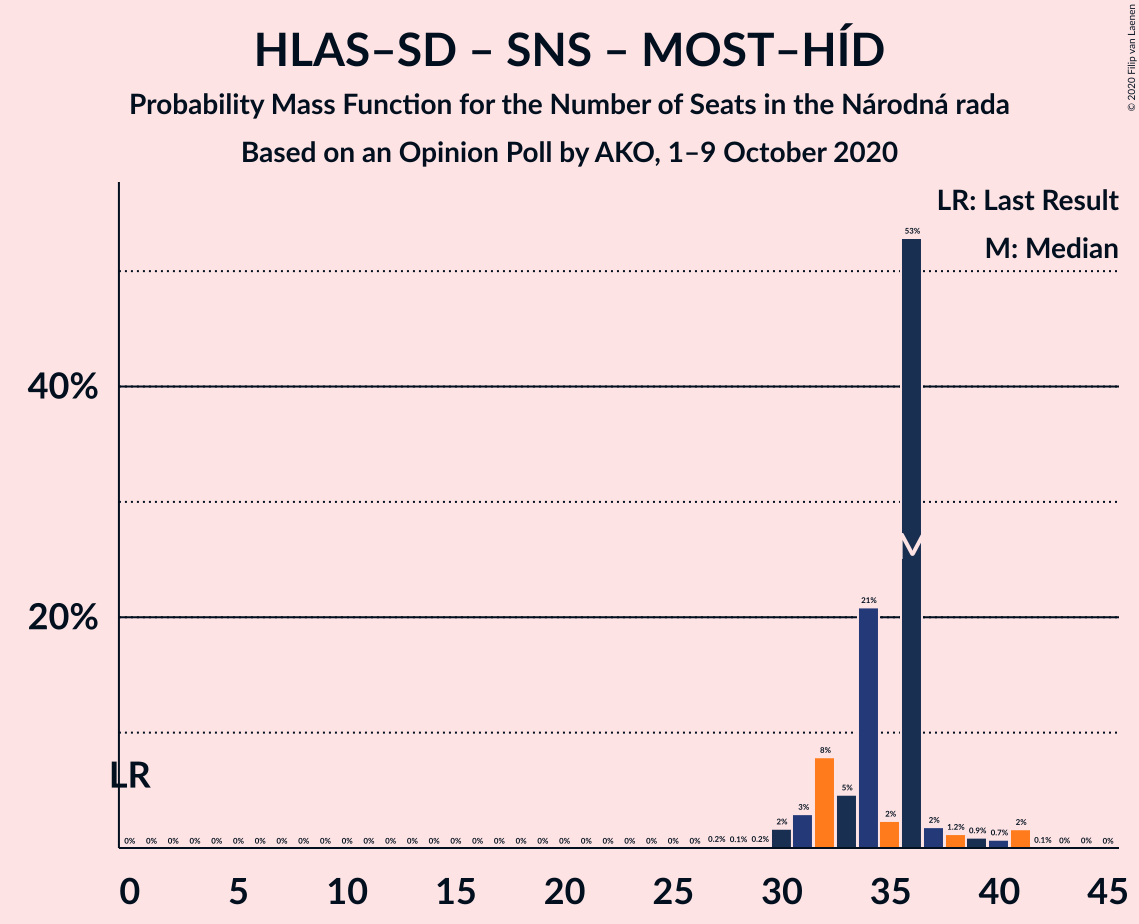 HLAS–SD – SNS – MOST–HÍD
Probability Mass Function for the Number of Seats in the Národná rada
Based on an Opinion Poll by AKO, 1–9 October 2020
© 2020 Filip van Laenen
LR: Last Result
M: Median
53%
40%
M
21%
20%
8%
5%
3%
2% 2% 2% 1.2% 0.9% 0.7% 2%
LR
0% 0% 0% 0% 0% 0% 0% 0% 0% 0% 0% 0% 0% 0% 0% 0% 0% 0% 0% 0% 0% 0% 0% 0% 0% 0% 0% 0.2% 0.1% 0.2% 0.1% 0% 0% 0%
0 5 10 15 20 25 30 35 40 45